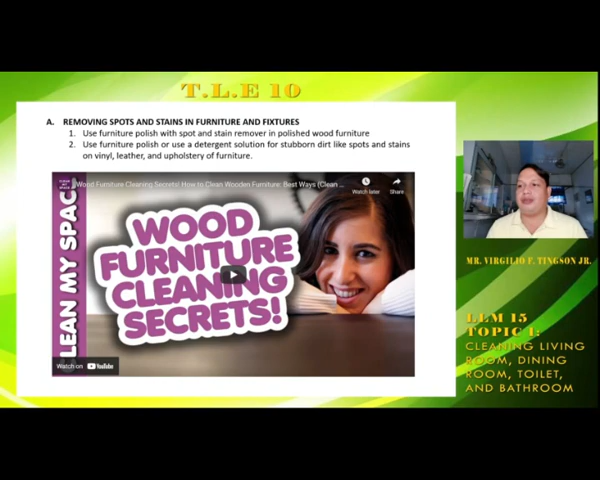 T.L.E 10
A. REMOVING SPOTS AND STAINS IN FURNITURE AND FIXTURES
1. Use furniture polish with spot and stain remover in polished wood furniture
2. Use furniture polish or use a detergent solution for stubborn dirt like spots and stains
on vinyl, leather, and upholstery of furniture.
Wood Furniture Cleaning Secrets! How to Clean Wooden Furniture: Best Ways (Clean ...
Watch later
Share
LEAN MY SPAC
WOOD
FURNITURE
CLEANING
SECRETS!
Watch on YouTube
MR. VIRGILIO F. TINGSON JR.
LLM 15
TOPIC 1:
CLEANING LIVING
ROOM, DINING
ROOM, TOILET,
AND BATHROOM